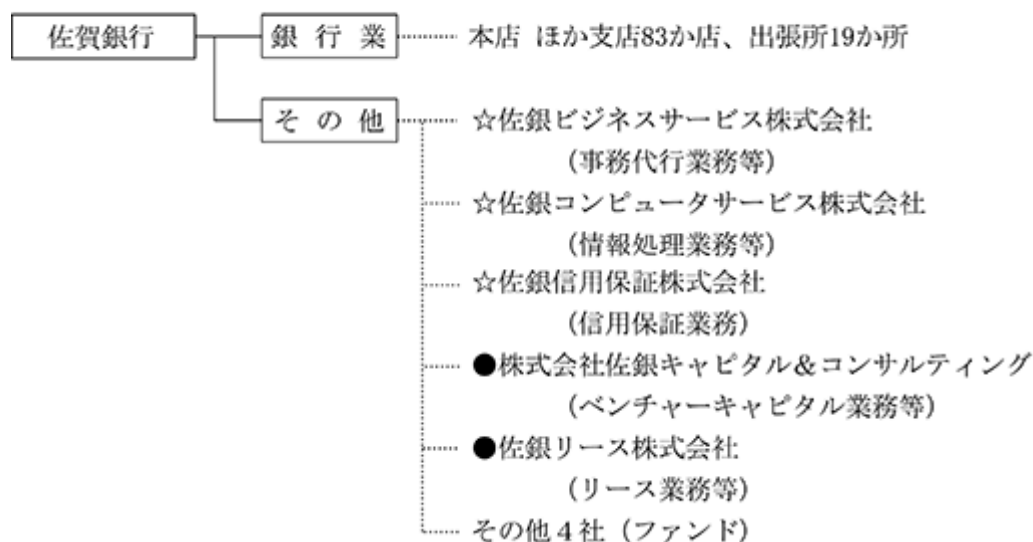 佐賀銀行 銀行業 本店 ほか支店83か店、出張所19か所
その他 ☆佐銀ビジネスサービス株式会社
(事務代行業務等)
☆佐銀コンピュータサービス株式会社
(情報処理業務等)
☆佐銀信用保証株式会社
(信用保証業務)
●株式会社佐銀キャピタル&コンサルティング
(ベンチャーキャピタル業務等)
●佐銀リース株式会社
(リース業務等)
その他4社(ファンド)